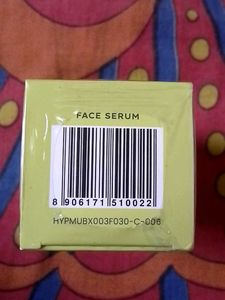 FACE SERUM
8 906171 510022
HYPMUBX003F030-C-006